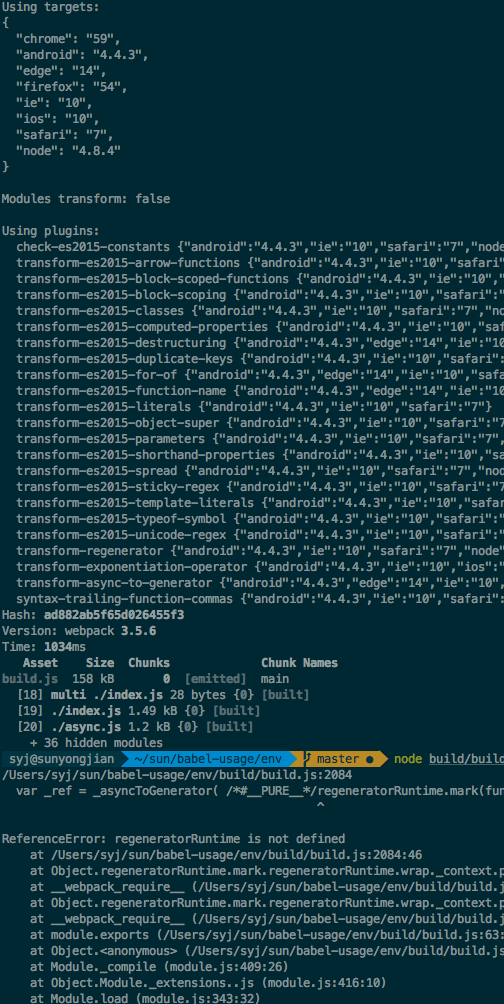 Using targets:
{
  "chrome": "59",
  "android": "4.4.3",
  "edge": "14",
  "firefox": "54",
  "ie": "10",
  "ios": "10",
  "safari": "7",
  "node": "4.8.4"
}
Modules transform: false
Using plugins:
  check-es2015-constants {"android":"4.4.3","ie":"10","safari":"7","node
  transform-es2015-arrow-functions {"android":"4.4.3","ie":"10","safari"
  transform-es2015-block-scoped-functions {"android":"4.4.3","ie":"10",
  transform-es2015-block-scoping {"android":"4.4.3","ie":"10","safari":"
  transform-es2015-classes {"android":"4.4.3","ie":"10","safari":"7","no
  transform-es2015-computed-properties {"android":"4.4.3","ie":"10","saf
  transform-es2015-destructuring {"android":"4.4.3","edge":"14","ie":"10
  transform-es2015-duplicate-keys {"android":"4.4.3","ie":"10","safari":
  transform-es2015-for-of {"android":"4.4.3","edge":"14","ie":"10","safa
  transform-es2015-function-name {"android":"4.4.3","edge":"14","ie":"10
  transform-es2015-literals {"android":"4.4.3","ie":"10","safari":"7"}
  transform-es2015-object-super {"android":"4.4.3","ie":"10","safari":"7
  transform-es2015-parameters {"android":"4.4.3","ie":"10","safari":"7",
  transform-es2015-shorthand-properties {"android":"4.4.3","ie":"10","sa
  transform-es2015-spread {"android":"4.4.3","ie":"10","safari":"7","nod
  transform-es2015-sticky-regex {"android":"4.4.3","ie":"10","safari":"7
  transform-es2015-template-literals {"android":"4.4.3","ie":"10","safar
  transform-es2015-typeof-symbol {"android":"4.4.3","ie":"10","safari":"
  transform-es2015-unicode-regex {"android":"4.4.3","ie":"10","safari":"
  transform-regenerator {"android":"4.4.3","ie":"10","safari":"7","node"
  transform-exponentiation-operator {"android":"4.4.3","ie":"10","ios":"
  transform-async-to-generator {"android":"4.4.3","edge":"14","ie":"10",
  syntax-trailing-function-commas {"android":"4.4.3","ie":"10","safari":
Hash: ad882ab5f65d026455f3
Version: webpack 3.5.6
Time: 1034ms
   Asset    Size  Chunks             Chunk Names
build.js  158 kB       0  [emitted]  main
  [18] multi ./index.js 28 bytes {0} [built]
  [19] ./index.js 1.49 kB {0} [built]
  [20] ./async.js 1.2 kB {0} [built]
    + 36 hidden modules
syj@sunyongjian ~/sun/babel-usage/env master ● node build/build
/Users/syj/sun/babel-usage/env/build/build.js:2084
  var _ref = _asyncToGenerator( /*#__PURE__*/regeneratorRuntime.mark(fun
                                             ^
ReferenceError: regeneratorRuntime is not defined
    at /Users/syj/sun/babel-usage/env/build/build.js:2084:46
    at Object.regeneratorRuntime.mark.regeneratorRuntime.wrap._context.p
    at __webpack_require__ (/Users/syj/sun/babel-usage/env/build/build.j
    at Object.regeneratorRuntime.mark.regeneratorRuntime.wrap._context.p
    at __webpack_require__ (/Users/syj/sun/babel-usage/env/build/build.j
    at module.exports (/Users/syj/sun/babel-usage/env/build/build.js:63:
    at Object.<anonymous> (/Users/syj/sun/babel-usage/env/build/build.js
    at Module._compile (module.js:409:26)
    at Object.Module._extensions..js (module.js:416:10)
    at Module.load (module.js:343:32)